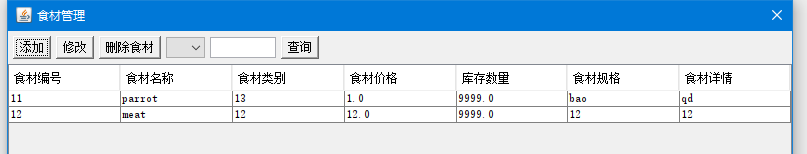 食材管理
添加 修改 删除食材 查询
食材编号 食材名称 食材类别 食材价格 库存数量 食材规格 食材详情
11 parrot 13 1.0 9999.0 bao qd
12 meat 12 12.0 9999.0 12 12